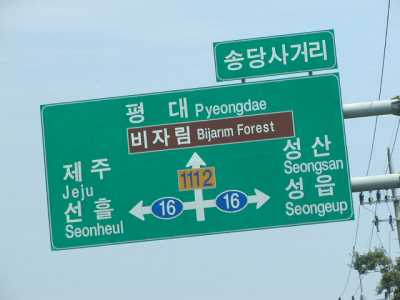 송당사거리
평 대 Pyeongdae
비자림 Bijarim Forest
제주
Jeju
선흘
Seonheul
1112
16
16
성산
Seongsan
성읍
Seongeup